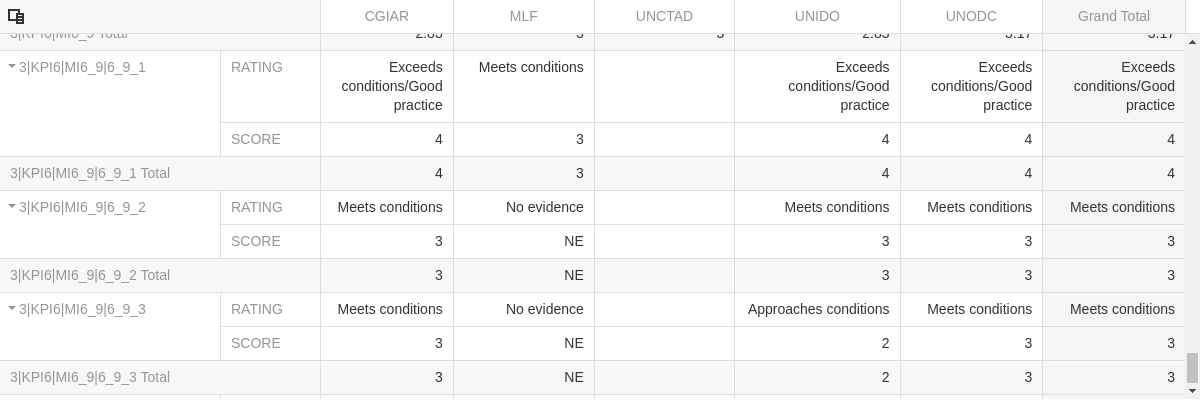 CGIAR MLF UNCTAD UNIDO UNODC Grand Total
3|KPI6|MI6_9 Total 2.83 3 3 2.83 3.17 3.17
3|KPI6|MI6_9|6_9_1 RATING Exceeds conditions/Good practice Meets conditions Exceeds conditions/Good practice Exceeds conditions/Good practice Exceeds conditions/Good practice
SCORE 4 3 4 4 4
3|KPI6|MI6_9|6_9_1 Total 4 3 4 4 4
3|KPI6|MI6_9|6_9_2 RATING Meets conditions No evidence Meets conditions Meets conditions Meets conditions
SCORE 3 NE 3 3 3
3|KPI6|MI6_9|6_9_2 Total 3 NE 3 3 3
3|KPI6|MI6_9|6_9_3 RATING Meets conditions No evidence Approaches conditions Meets conditions Meets conditions
SCORE 3 NE 2 3 3
3|KPI6|MI6_9|6_9_3 Total 3 NE 2 3 3